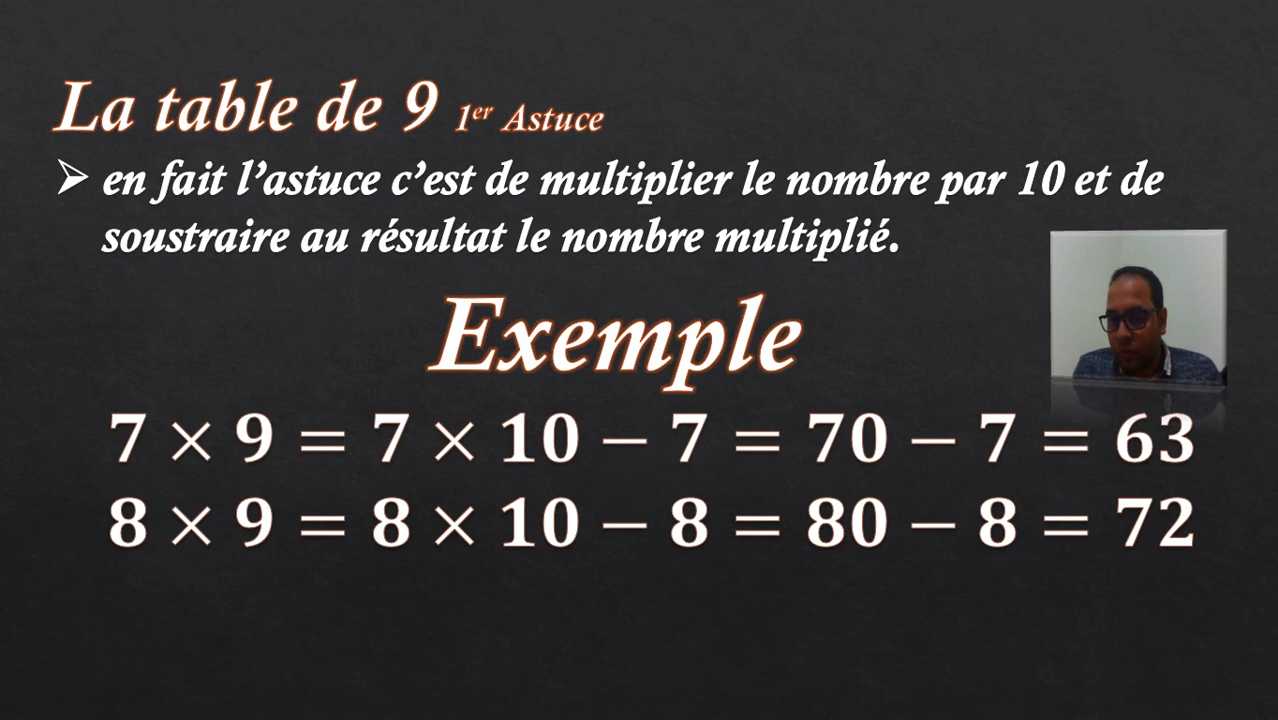 La table de 9 1er Astuce
➢ en fait l’astuce c’est de multiplier le nombre par 10 et de
soustraire au résultat le nombre multiplié.
Exemple
7 × 9 = 7 × 10 − 7 = 70 − 7 = 63
8 × 9 = 8 × 10 − 8 = 80 − 8 = 72